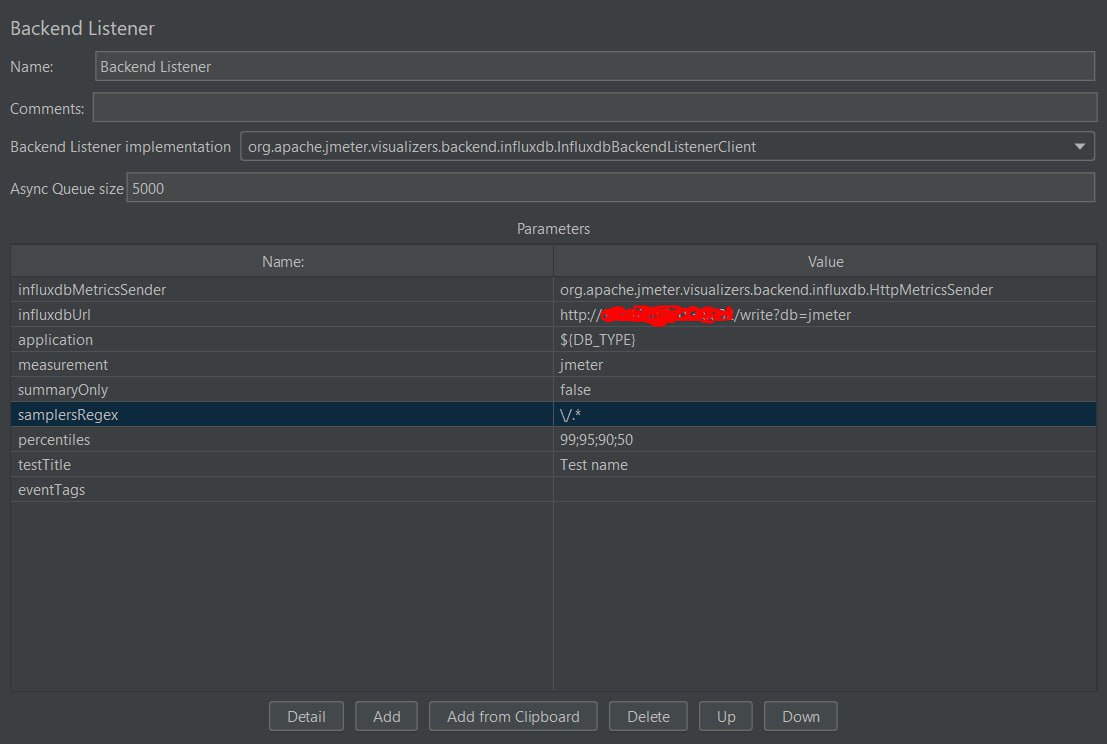 Backend Listener
Name: Backend Listener
Comments:
Backend Listener implementation org.apache.jmeter.visualizers.backend.influxdb.InfluxdbBackendListenerClient
Async Queue size 5000
Parameters
Name: Value
influxdbMetricsSender org.apache.jmeter.visualizers.backend.influxdb.HttpMetricsSender
influxdbUrl http:// /write?db=jmeter
application ${DB_TYPE}
measurement jmeter
summaryOnly false
samplersRegex \/.*
percentiles 99;95;90;50
testTitle Test name
eventTags
Detail Add Add from Clipboard Delete Up Down